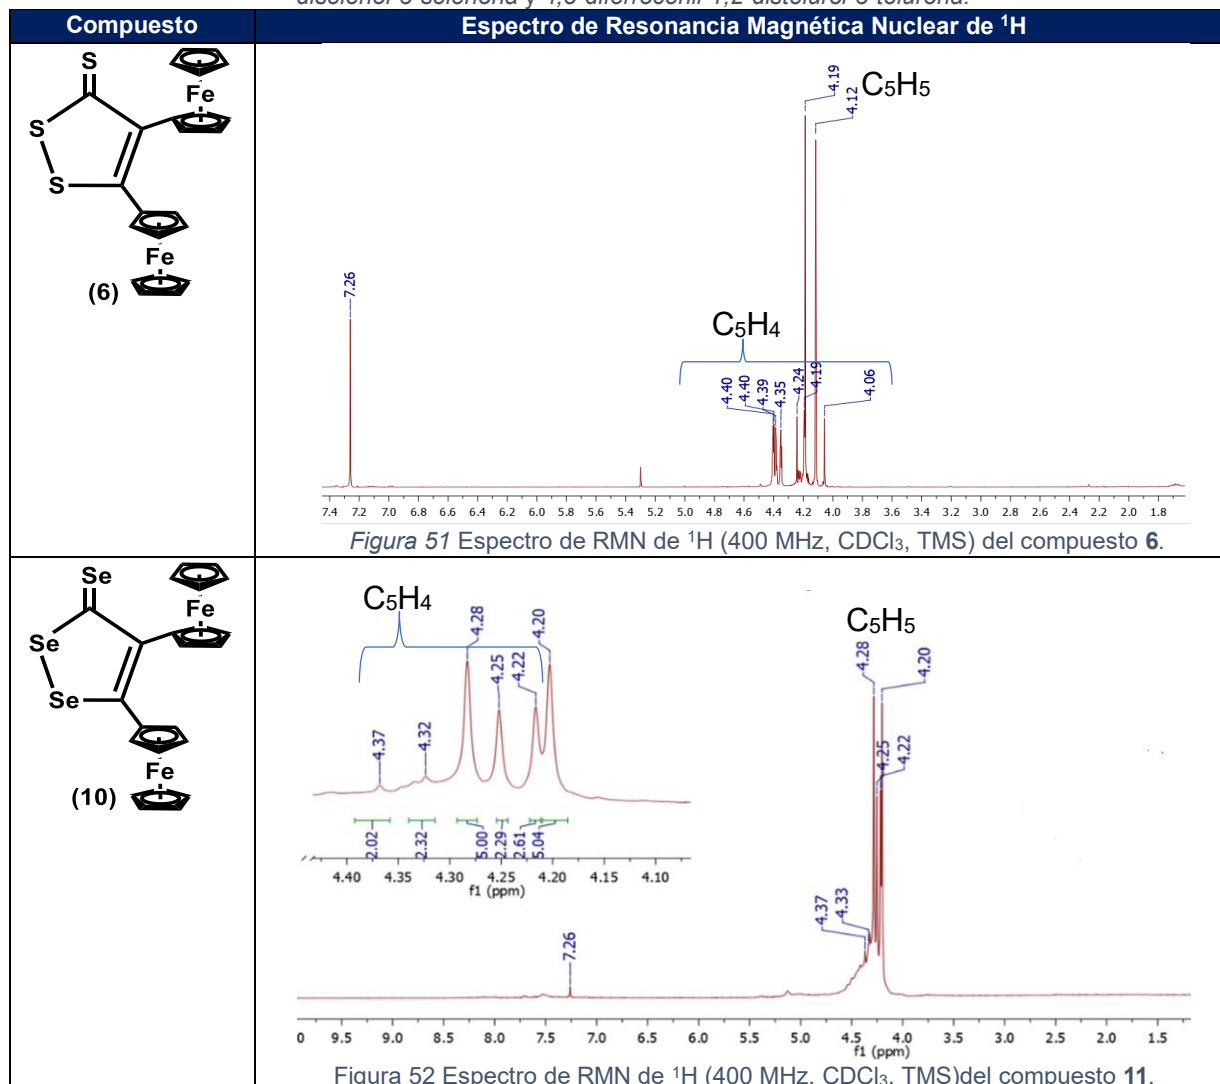 diselenol-3-selenona y 4,5-diferrocenil-1,2-distelurol-3-telurona.
Compuesto
Espectro de Resonancia Magnética Nuclear de ¹H
S
Fe
S
S
Fe
(6)
4.19
4.12
C₅H₅
7.26
C₅H₄
4.40
4.40
4.39
4.35
4.24
4.19
4.06
7.4 7.2 7.0 6.8 6.6 6.4 6.2 6.0 5.8 5.6 5.4 5.2 5.0 4.8 4.6 4.4 4.2 4.0 3.8 3.6 3.4 3.2 3.0 2.8 2.6 2.4 2.2 2.0 1.8
Figura 51 Espectro de RMN de ¹H (400 MHz, CDCl₃, TMS) del compuesto 6.
Se
Fe
Se
Se
Fe
(10)
C₅H₄
4.28
4.20
4.25
4.22
4.37
4.32
2.02
2.32
5.00
2.29
2.61
5.04
4.40 4.35 4.30 4.25 4.20 4.15 4.10
f1 (ppm)
C₅H₅
4.28
4.20
4.25
4.22
4.37
4.33
7.26
0 9.5 9.0 8.5 8.0 7.5 7.0 6.5 6.0 5.5 5.0 4.5 4.0 3.5 3.0 2.5 2.0 1.5
f1 (ppm)
Figura 52 Espectro de RMN de ¹H (400 MHz, CDCl₃, TMS)del compuesto 11.